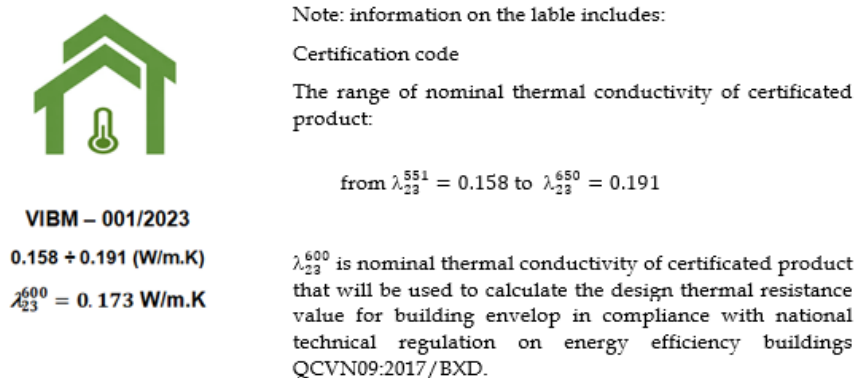 VIBM – 001/2023
0.158 ÷ 0.191 (W/m.K)
λ₂₃⁶⁰⁰ = 0.173 W/m.K
Note: information on the lable includes:
Certification code
The range of nominal thermal conductivity of certificated
product:
from λ₂₃⁵⁵¹ = 0.158 to λ₂₃⁶⁵⁰ = 0.191
λ₂₃⁶⁰⁰ is nominal thermal conductivity of certificated product
that will be used to calculate the design thermal resistance
value for building envelop in compliance with national
technical regulation on energy efficiency buildings
QCVN09:2017/BXD.